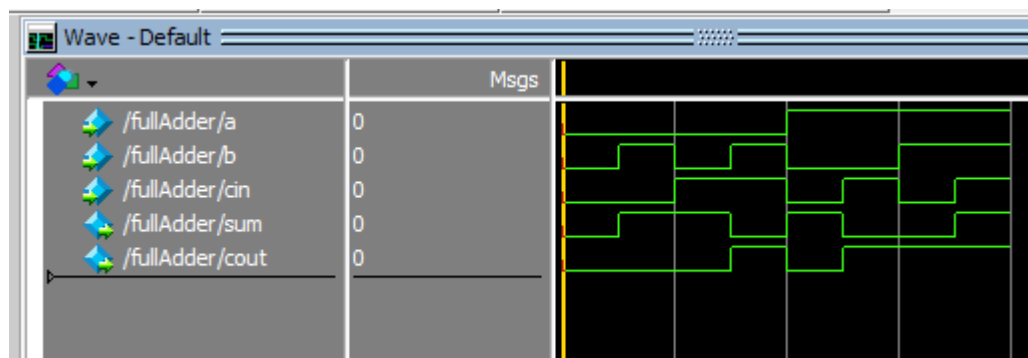 Wave - Default
Msgs
/fullAdder/a 0
/fullAdder/b 0
/fullAdder/cin 0
/fullAdder/sum 0
/fullAdder/cout 0